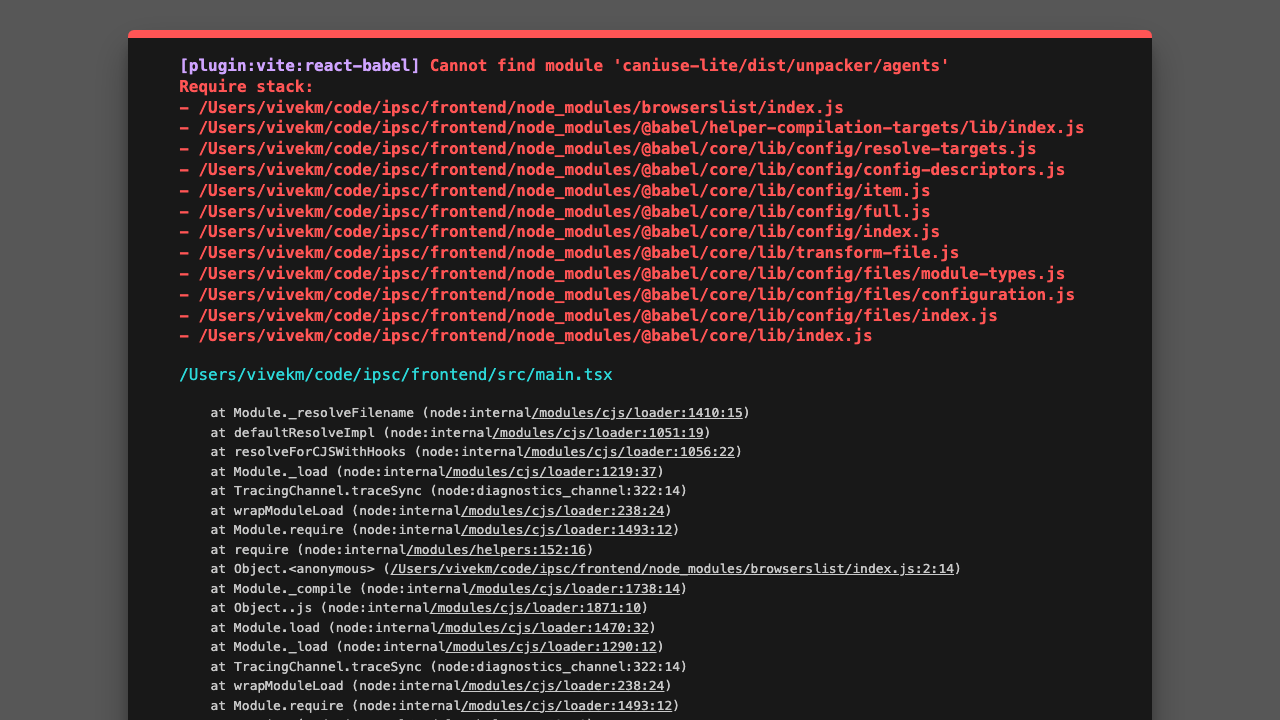 [plugin:vite:react-babel] Cannot find module 'caniuse-lite/dist/unpacker/agents'
Require stack:
- /Users/vivekm/code/ipsc/frontend/node_modules/browserslist/index.js
- /Users/vivekm/code/ipsc/frontend/node_modules/@babel/helper-compilation-targets/lib/index.js
- /Users/vivekm/code/ipsc/frontend/node_modules/@babel/core/lib/config/resolve-targets.js
- /Users/vivekm/code/ipsc/frontend/node_modules/@babel/core/lib/config/config-descriptors.js
- /Users/vivekm/code/ipsc/frontend/node_modules/@babel/core/lib/config/item.js
- /Users/vivekm/code/ipsc/frontend/node_modules/@babel/core/lib/config/full.js
- /Users/vivekm/code/ipsc/frontend/node_modules/@babel/core/lib/config/index.js
- /Users/vivekm/code/ipsc/frontend/node_modules/@babel/core/lib/transform-file.js
- /Users/vivekm/code/ipsc/frontend/node_modules/@babel/core/lib/config/files/module-types.js
- /Users/vivekm/code/ipsc/frontend/node_modules/@babel/core/lib/config/files/configuration.js
- /Users/vivekm/code/ipsc/frontend/node_modules/@babel/core/lib/config/files/index.js
- /Users/vivekm/code/ipsc/frontend/node_modules/@babel/core/lib/index.js
/Users/vivekm/code/ipsc/frontend/src/main.tsx
at Module._resolveFilename (node:internal/modules/cjs/loader:1410:15)
at defaultResolveImpl (node:internal/modules/cjs/loader:1051:19)
at resolveForCJSWithHooks (node:internal/modules/cjs/loader:1056:22)
at Module._load (node:internal/modules/cjs/loader:1219:37)
at TracingChannel.traceSync (node:diagnostics_channel:322:14)
at wrapModuleLoad (node:internal/modules/cjs/loader:238:24)
at Module.require (node:internal/modules/cjs/loader:1493:12)
at require (node:internal/modules/helpers:152:16)
at Object.<anonymous> (/Users/vivekm/code/ipsc/frontend/node_modules/browserslist/index.js:2:14)
at Module._compile (node:internal/modules/cjs/loader:1738:14)
at Object..js (node:internal/modules/cjs/loader:1871:10)
at Module.load (node:internal/modules/cjs/loader:1470:32)
at Module._load (node:internal/modules/cjs/loader:1290:12)
at TracingChannel.traceSync (node:diagnostics_channel:322:14)
at wrapModuleLoad (node:internal/modules/cjs/loader:238:24)
at Module.require (node:internal/modules/cjs/loader:1493:12)